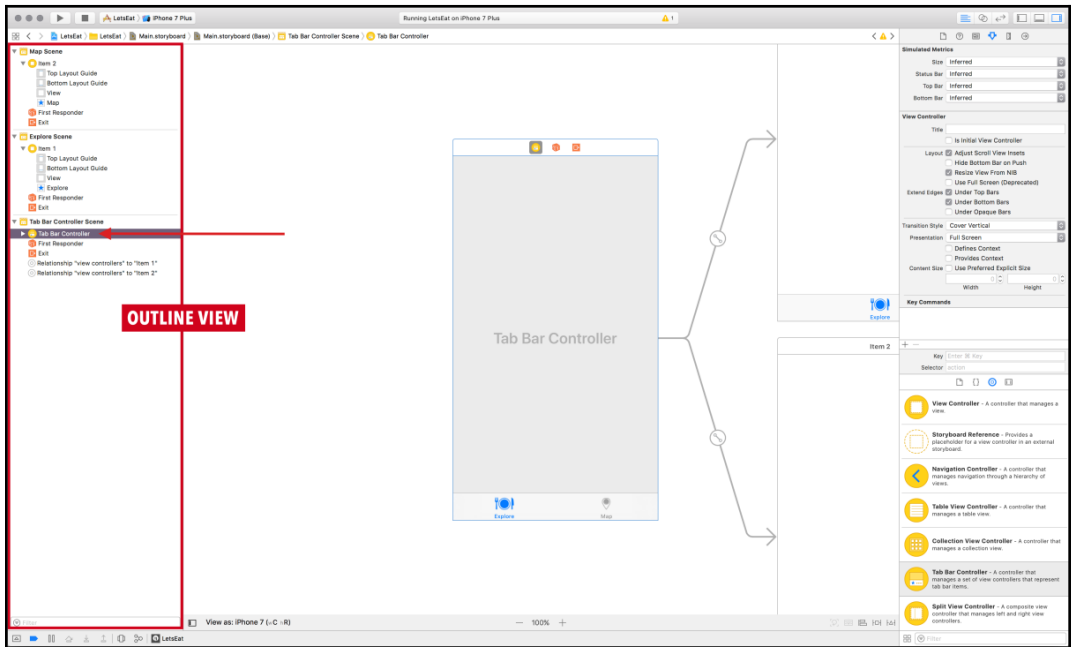 LetsEat
iPhone 7 Plus
Running LetsEat on iPhone 7 Plus
1
LetsEat
LetsEat
Main.storyboard
Main.storyboard (Base)
Tab Bar Controller Scene
Tab Bar Controller
Map Scene
Item 2
Top Layout Guide
Bottom Layout Guide
View
Map
First Responder
Exit
Explore Scene
Item 1
Top Layout Guide
Bottom Layout Guide
View
Explore
First Responder
Exit
Tab Bar Controller Scene
Tab Bar Controller
First Responder
Exit
Relationship "view controllers" to "Item 1"
Relationship "view controllers" to "Item 2"
OUTLINE VIEW
Filter
Tab Bar Controller
Explore
Map
Explore
Item 2
View as: iPhone 7 (wC hR)
— 100% +
LetsEat
Simulated Metrics
Size Inferred
Status Bar Inferred
Top Bar Inferred
Bottom Bar Inferred
View Controller
Title
Is Initial View Controller
Layout Adjust Scroll View Insets
Hide Bottom Bar on Push
Resize View From NIB
Use Full Screen (Deprecated)
Extend Edges Under Top Bars
Under Bottom Bars
Under Opaque Bars
Transition Style Cover Vertical
Presentation Full Screen
Defines Context
Provides Context
Content Size Use Preferred Explicit Size
0 0
Width Height
Key Commands
+ —
Key Enter ⌘ Key
Selector action
View Controller - A controller that manages a
view.
Storyboard Reference - Provides a
placeholder for a view controller in an external
storyboard.
Navigation Controller - A controller that
manages navigation through a hierarchy of
views.
Table View Controller - A controller that
manages a table view.
Collection View Controller - A controller that
manages a collection view.
Tab Bar Controller - A controller that
manages a set of view controllers that represent
tab bar items.
Split View Controller - A composite view
controller that manages left and right view
controllers.
Filter